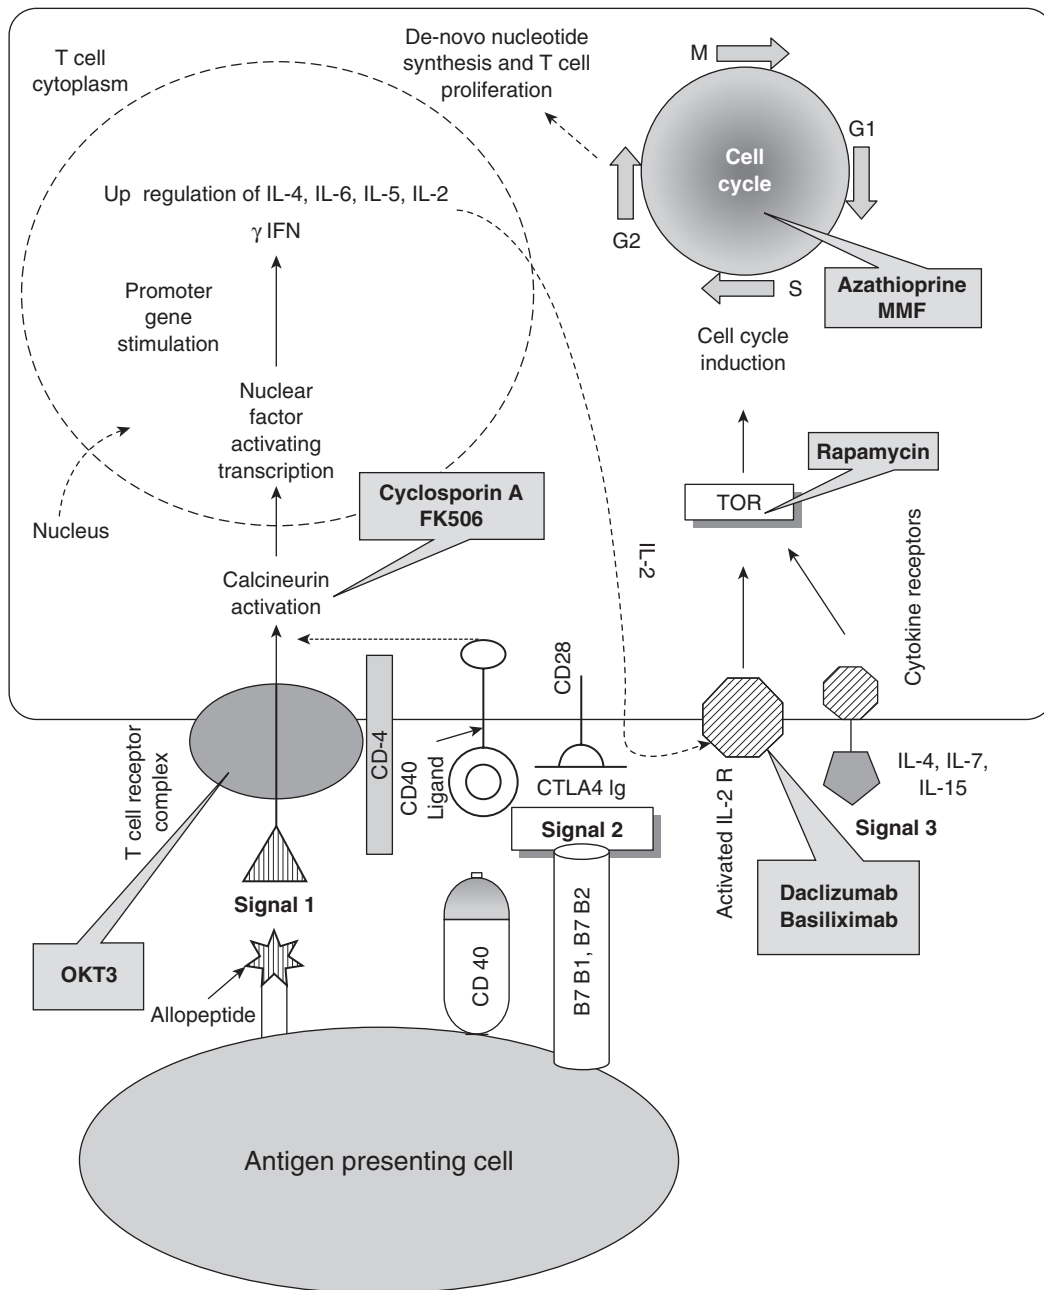 T cell
cytoplasm
De-novo nucleotide
synthesis and T cell
proliferation
M
G1
Cell
cycle
G2
S
Up regulation of IL-4, IL-6, IL-5, IL-2
γ IFN
Azathioprine
MMF
Promoter
gene
stimulation
Cell cycle
induction
Nuclear
factor
activating
transcription
Rapamycin
Cyclosporin A
FK506
TOR
Nucleus
IL-2
Calcineurin
activation
Cytokine receptors
CD28
T cell receptor
complex
CD-4
CD40
Ligand
CTLA4 Ig
Activated IL-2 R
IL-4, IL-7,
IL-15
Signal 2
Signal 3
Signal 1
Daclizumab
Basiliximab
OKT3
CD 40
B7 B1, B7 B2
Allopeptide
Antigen presenting cell